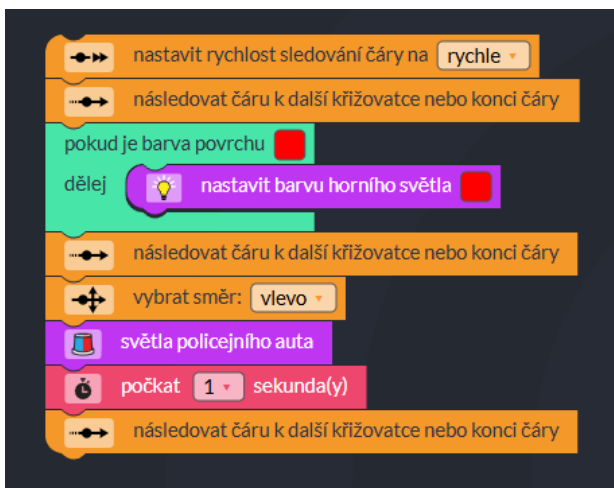 nastavit rychlost sledování čáry na rychle
následovat čáru k další křižovatce nebo konci čáry
pokud je barva povrchu
dělej nastavit barvu horního světla
následovat čáru k další křižovatce nebo konci čáry
vybrat směr: vlevo
světla policejního auta
počkat 1 sekunda(y)
následovat čáru k další křižovatce nebo konci čáry